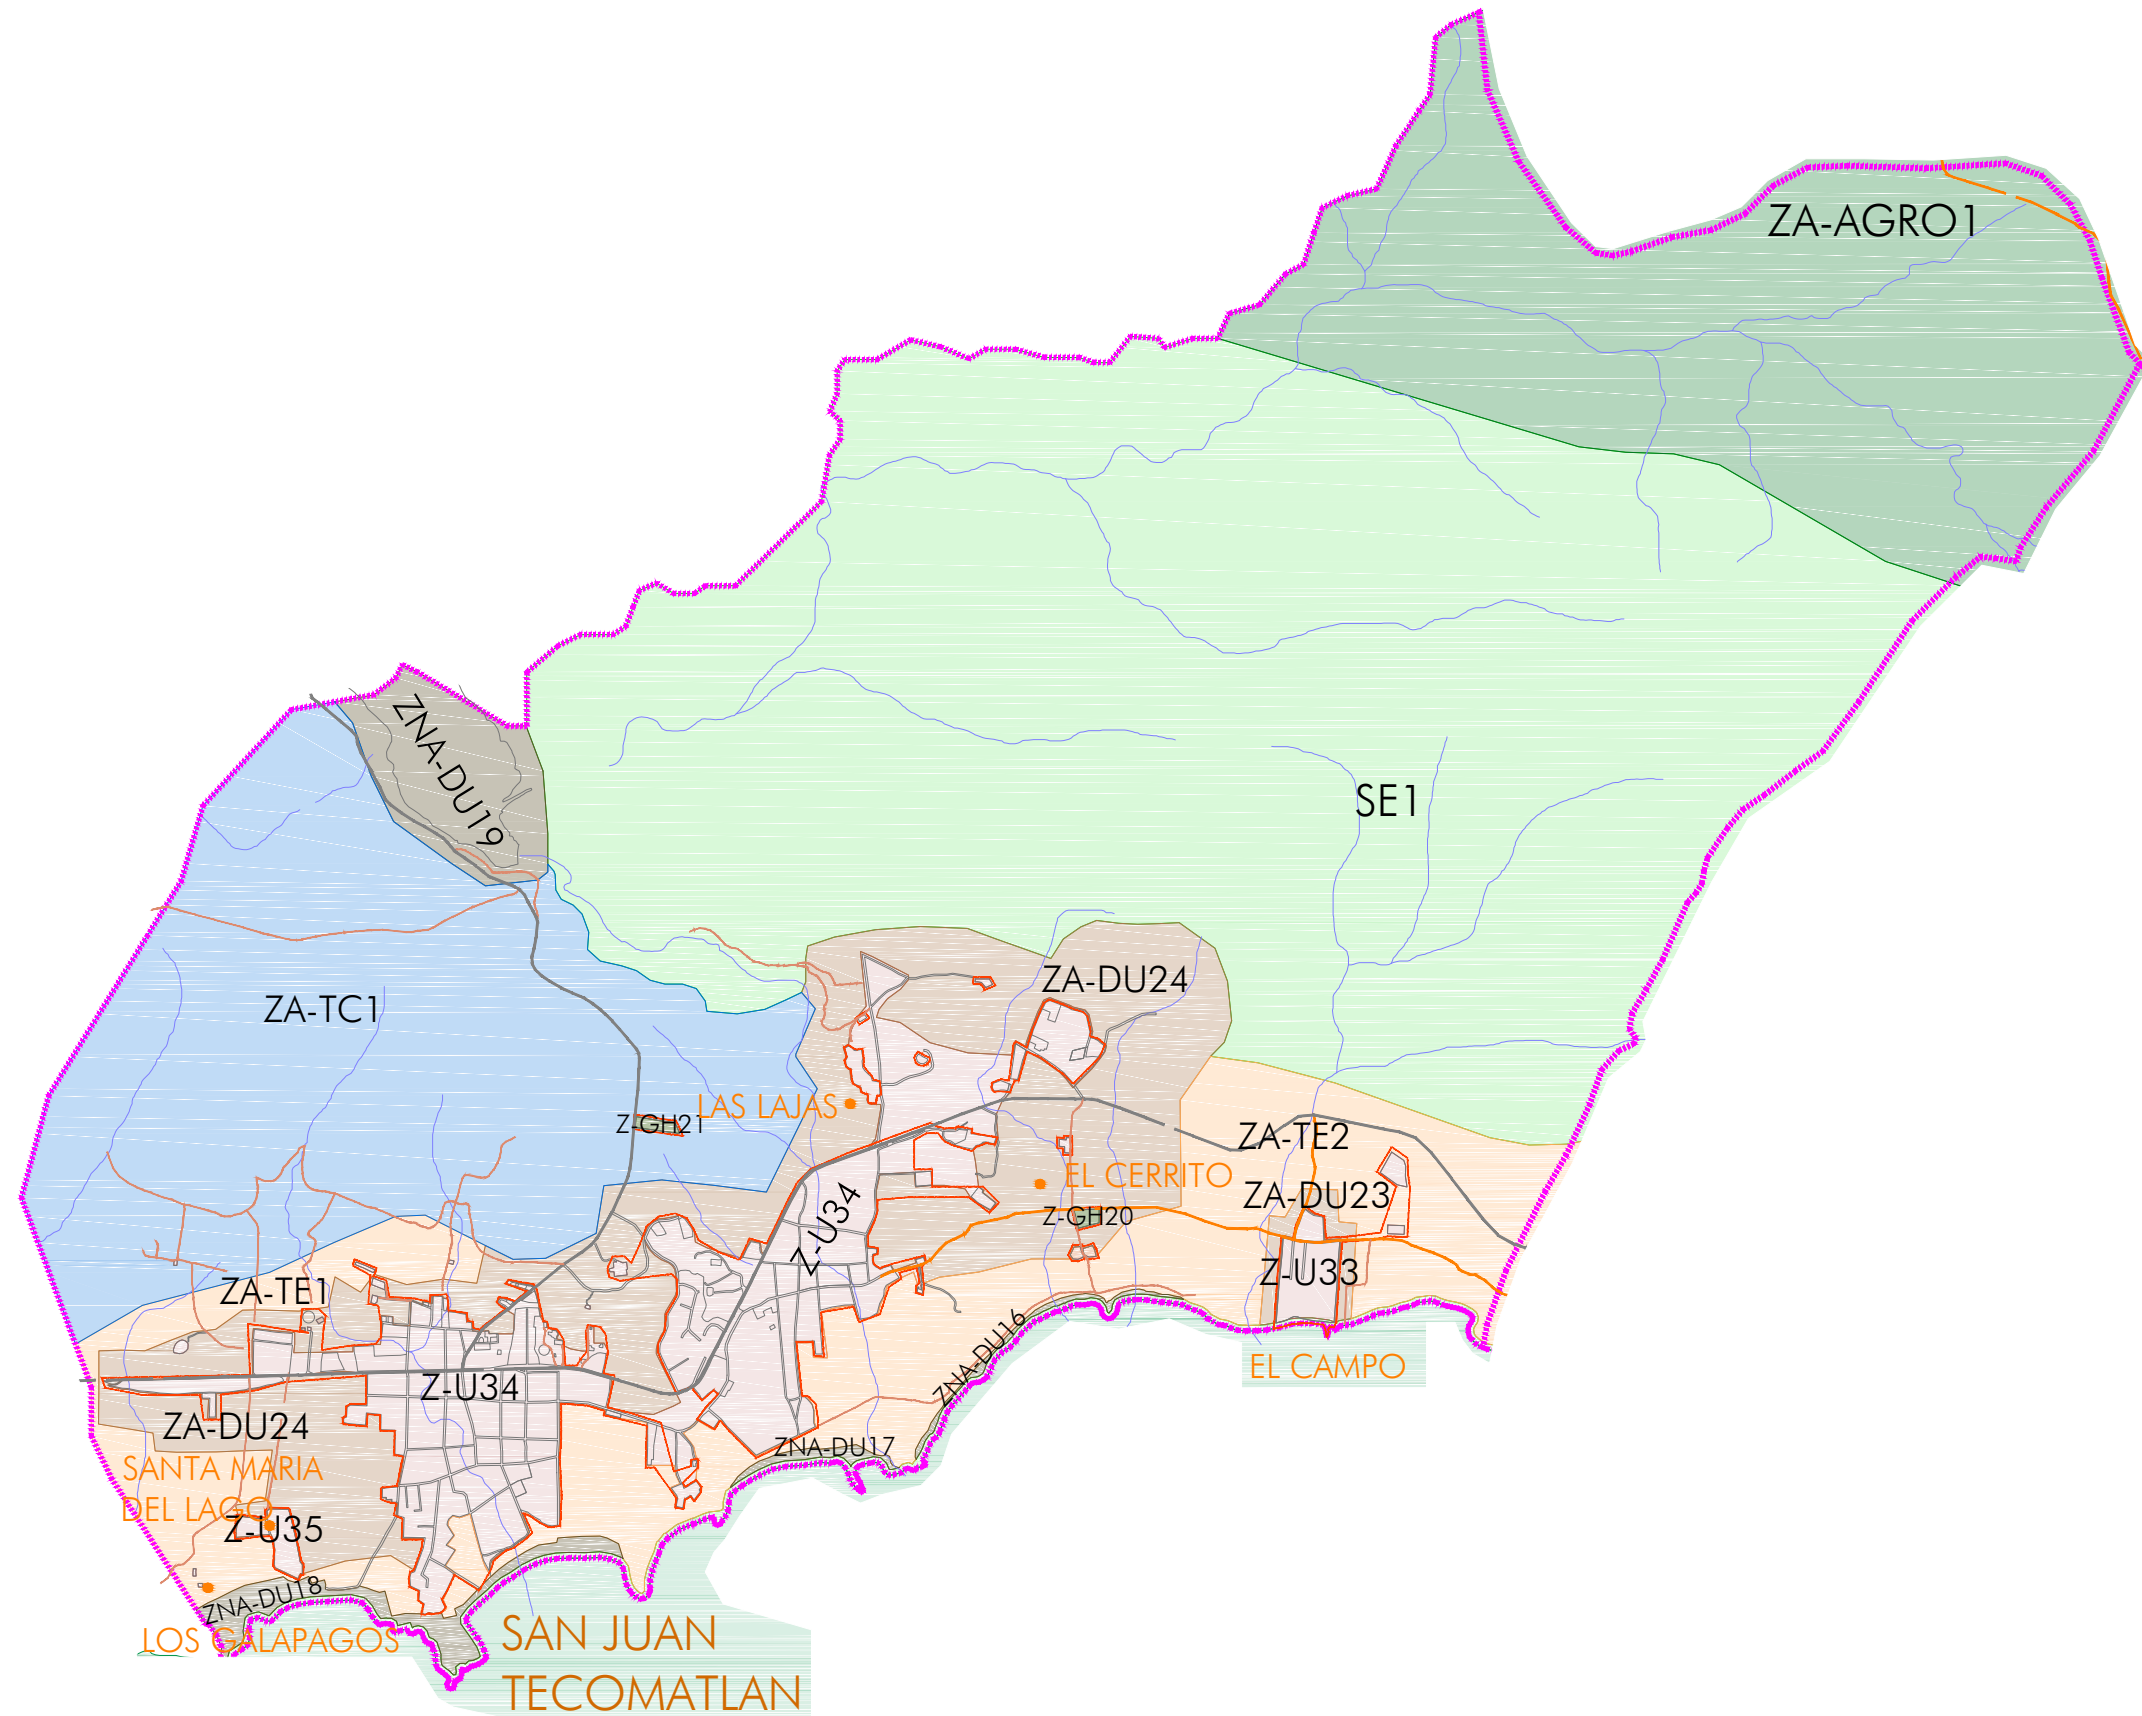 ZA-AGRO1
ZNA-DU19
SE1
ZA-DU24
ZA-TC1
LAS LAJAS
Z-GH21
ZA-TE2
EL CERRITO
ZA-DU23
Z-U34
Z-GH20
Z-U33
ZA-TE1
ZNA-DU16
EL CAMPO
Z-U34
ZA-DU24
ZNA-DU17
SANTA MARIA
DEL LAGO
Z-U35
ZNA-DU18
LOS GALAPAGOS
SAN JUAN
TECOMATLAN